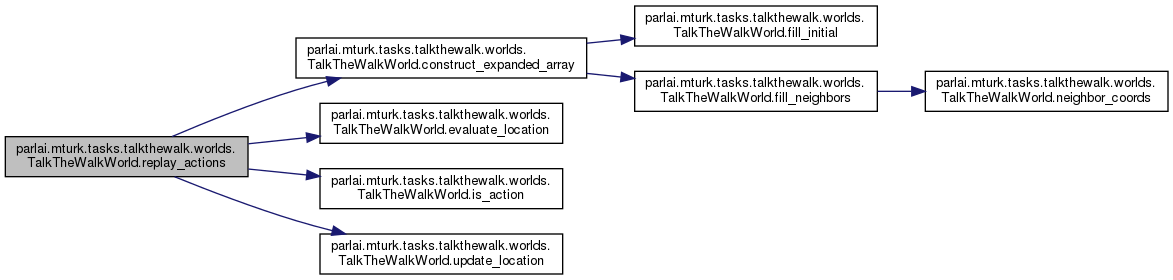 parlai.mturk.tasks.talkthewalk.worlds.
TalkTheWalkWorld.replay_actions
parlai.mturk.tasks.talkthewalk.worlds.
TalkTheWalkWorld.construct_expanded_array
parlai.mturk.tasks.talkthewalk.worlds.
TalkTheWalkWorld.evaluate_location
parlai.mturk.tasks.talkthewalk.worlds.
TalkTheWalkWorld.is_action
parlai.mturk.tasks.talkthewalk.worlds.
TalkTheWalkWorld.update_location
parlai.mturk.tasks.talkthewalk.worlds.
TalkTheWalkWorld.fill_initial
parlai.mturk.tasks.talkthewalk.worlds.
TalkTheWalkWorld.fill_neighbors
parlai.mturk.tasks.talkthewalk.worlds.
TalkTheWalkWorld.neighbor_coords